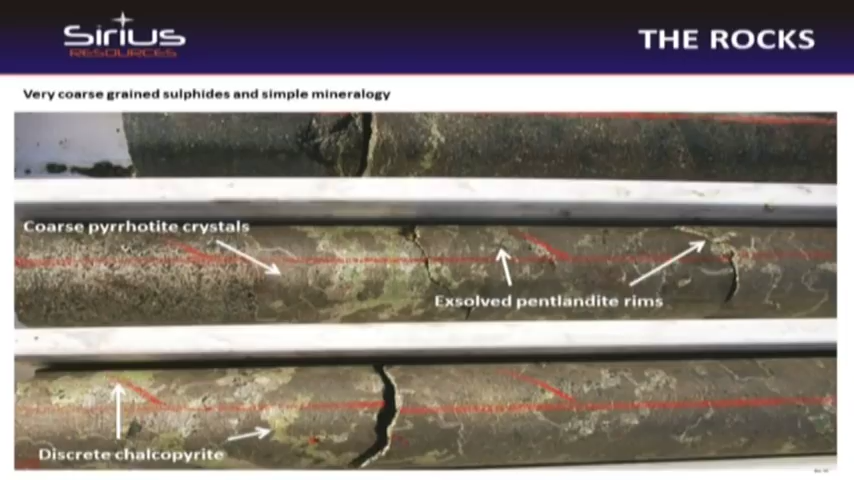 Sirius
RESOURCES
THE ROCKS
Very coarse grained sulphides and simple mineralogy
Coarse pyrrhotite crystals
Exsolved pentlandite rims
Discrete chalcopyrite